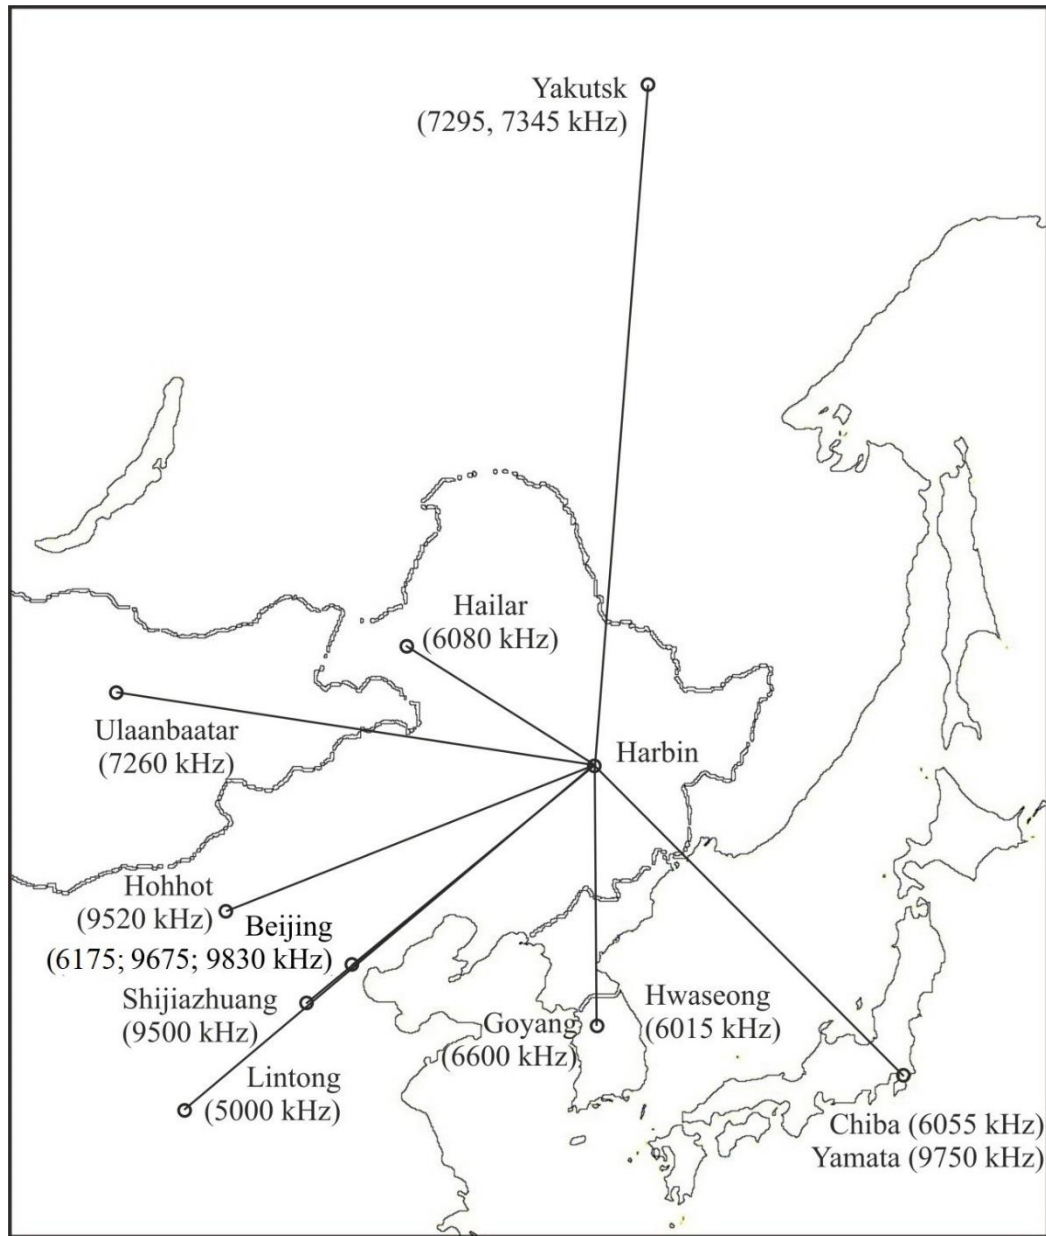 Yakutsk
(7295, 7345 kHz)
Hailar
(6080 kHz)
Ulaanbaatar
(7260 kHz)
Harbin
Hohhot
(9520 kHz)
Beijing
(6175; 9675; 9830 kHz)
Shijiazhuang
(9500 kHz)
Goyang
(6600 kHz)
Hwaseong
(6015 kHz)
Lintong
(5000 kHz)
Chiba (6055 kHz)
Yamata (9750 kHz)